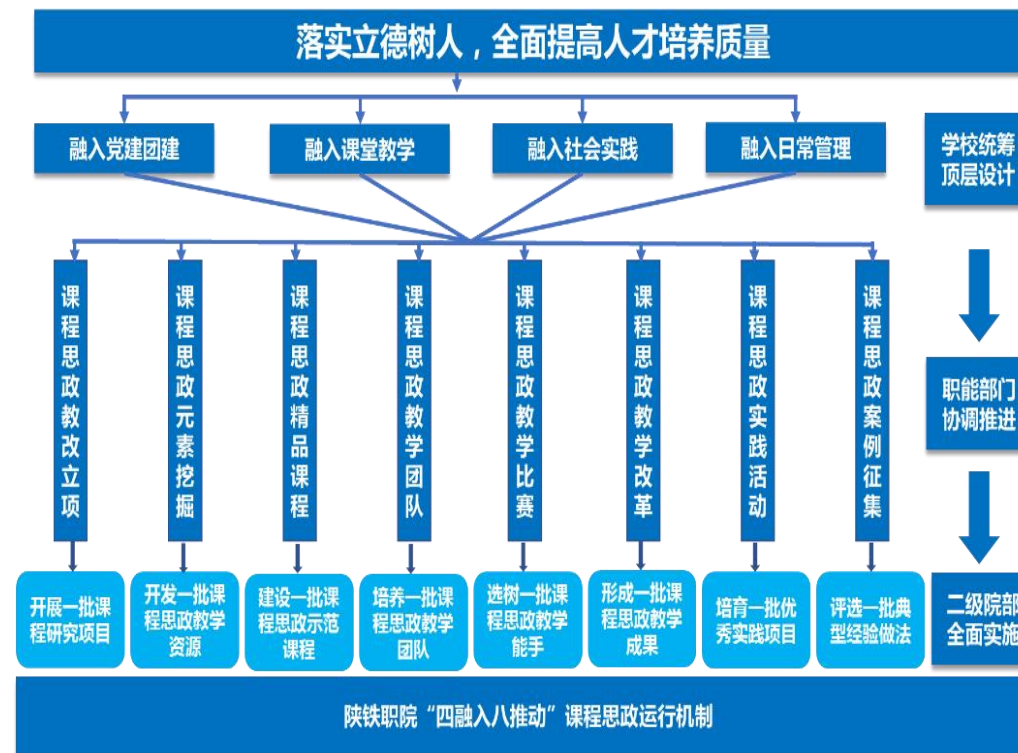 落实立德树人，全面提高人才培养质量
融入党建团建
融入课堂教学
融入社会实践
融入日常管理
学校统筹
顶层设计
课程思政教改立项
课程思政元素挖掘
课程思政精品课程
课程思政教学团队
课程思政教学比赛
课程思政教学改革
课程思政实践活动
课程思政案例征集
职能部门
协调推进
开展一批课
程研究项目
开发一批课
程思政教学
资源
建设一批课
程思政示范
课程
培养一批课
程思政教学
团队
选树一批课
程思政教学
能手
形成一批课
程思政教学
成果
培育一批优
秀实践项目
评选一批典
型经验做法
二级院部
全面实施
陕铁职院“四融入八推动”课程思政运行机制